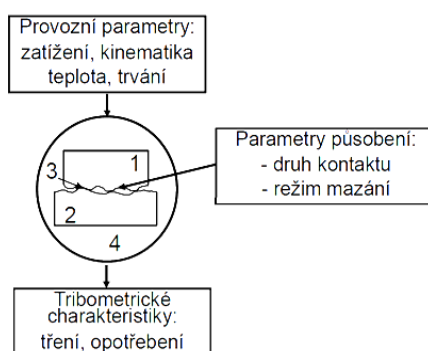 Provozní parametry:
zatížení, kinematika
teplota, trvání
1
3
2
4
Parametry působení:
- druh kontaktu
- režim mazání
Tribometrické
charakteristiky:
tření, opotřebení